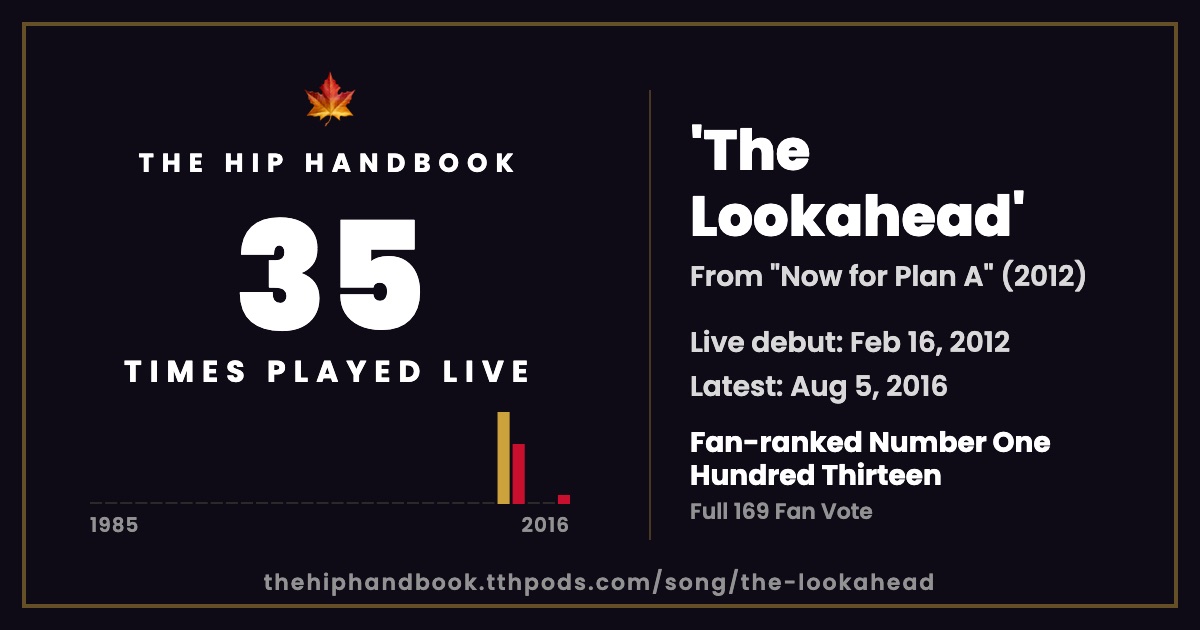 THE HIP HANDBOOK
35
TIMES PLAYED LIVE
1985
2016
'The
Lookahead'
From "Now for Plan A" (2012)
Live debut: Feb 16, 2012
Latest: Aug 5, 2016
Fan-ranked Number One
Hundred Thirteen
Full 169 Fan Vote
thehiphandbook.tthpods.com/song/the-lookahead